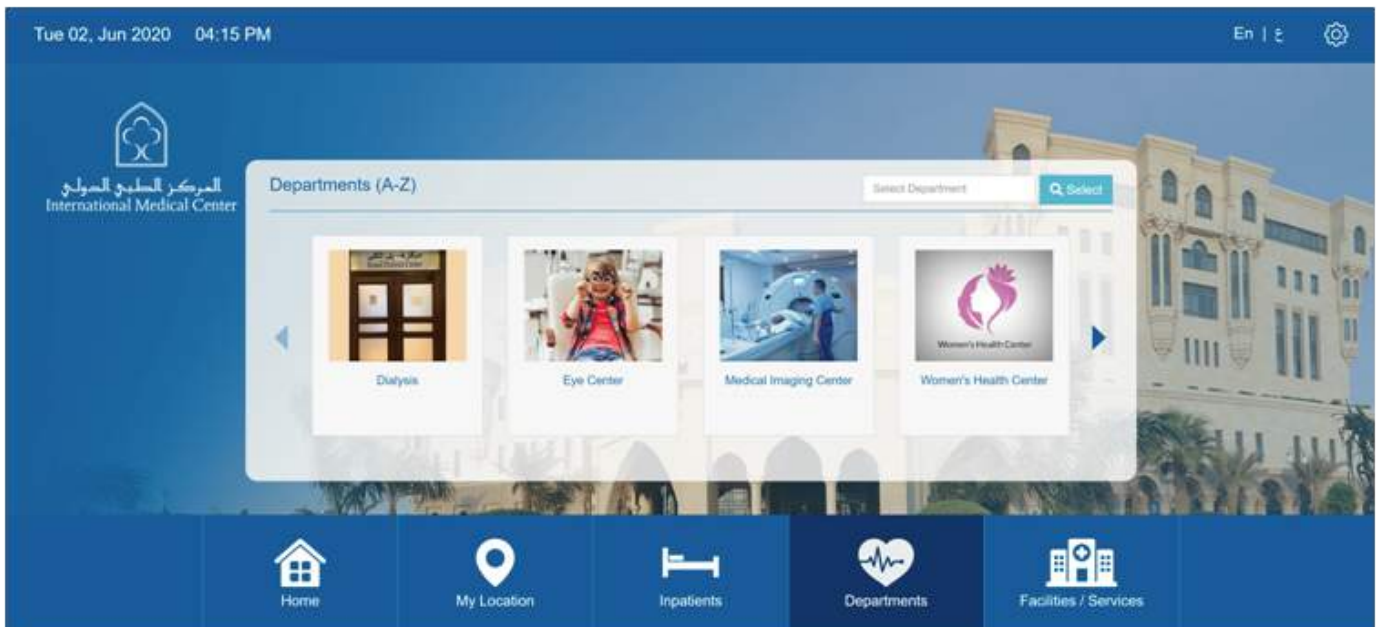 Tue 02, Jun 2020 04:15 PM
En | ع
المركز الطبي الدولي
International Medical Center
Departments (A-Z)
Select Department
Select
Women's Health Center
Dialysis
Eye Center
Medical Imaging Center
Women's Health Center
Home
My Location
Inpatients
Departments
Facilities / Services